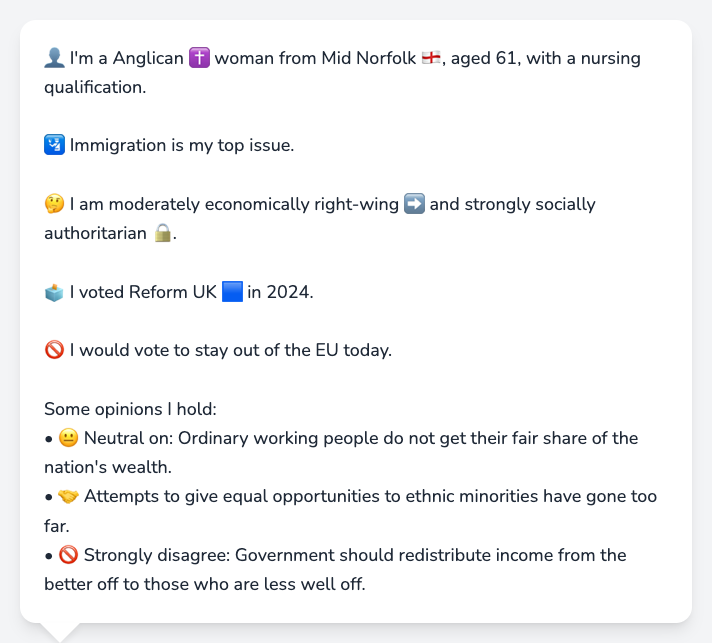 👤 I'm a Anglican ✝️ woman from Mid Norfolk 🏴󠁧󠁢󠁥󠁮󠁧󠁿, aged 61, with a nursing
qualification.
🛂 Immigration is my top issue.
🤔 I am moderately economically right-wing ➡️ and strongly socially
authoritarian 🔒.
🗳️ I voted Reform UK 🟦 in 2024.
🚫 I would vote to stay out of the EU today.
Some opinions I hold:
• 😐 Neutral on: Ordinary working people do not get their fair share of the
nation's wealth.
• 🤝 Attempts to give equal opportunities to ethnic minorities have gone too
far.
• 🚫 Strongly disagree: Government should redistribute income from the
better off to those who are less well off.